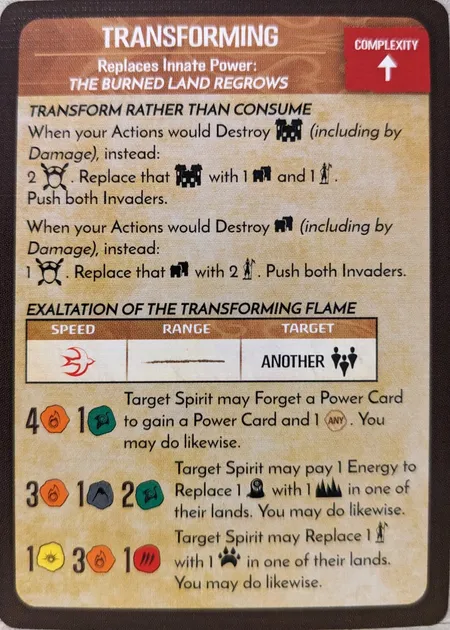 TRANSFORMING
COMPLEXITY
Replaces Innate Power:
THE BURNED LAND REGROWS
TRANSFORM RATHER THAN CONSUME
When your Actions would Destroy (including by
Damage), instead:
2 . Replace that with 1 and 1 .
Push both Invaders.
When your Actions would Destroy (including by
Damage), instead:
1 . Replace that with 2 . Push both Invaders.
EXALTATION OF THE TRANSFORMING FLAME
SPEED RANGE TARGET
ANOTHER
4 1 Target Spirit may Forget a Power Card
to gain a Power Card and 1 ANY . You
may do likewise.
3 1 2 Target Spirit may pay 1 Energy to
Replace 1 with 1 in one of
their lands. You may do likewise.
1 3 1 Target Spirit may Replace 1
with 1 in one of their lands.
You may do likewise.